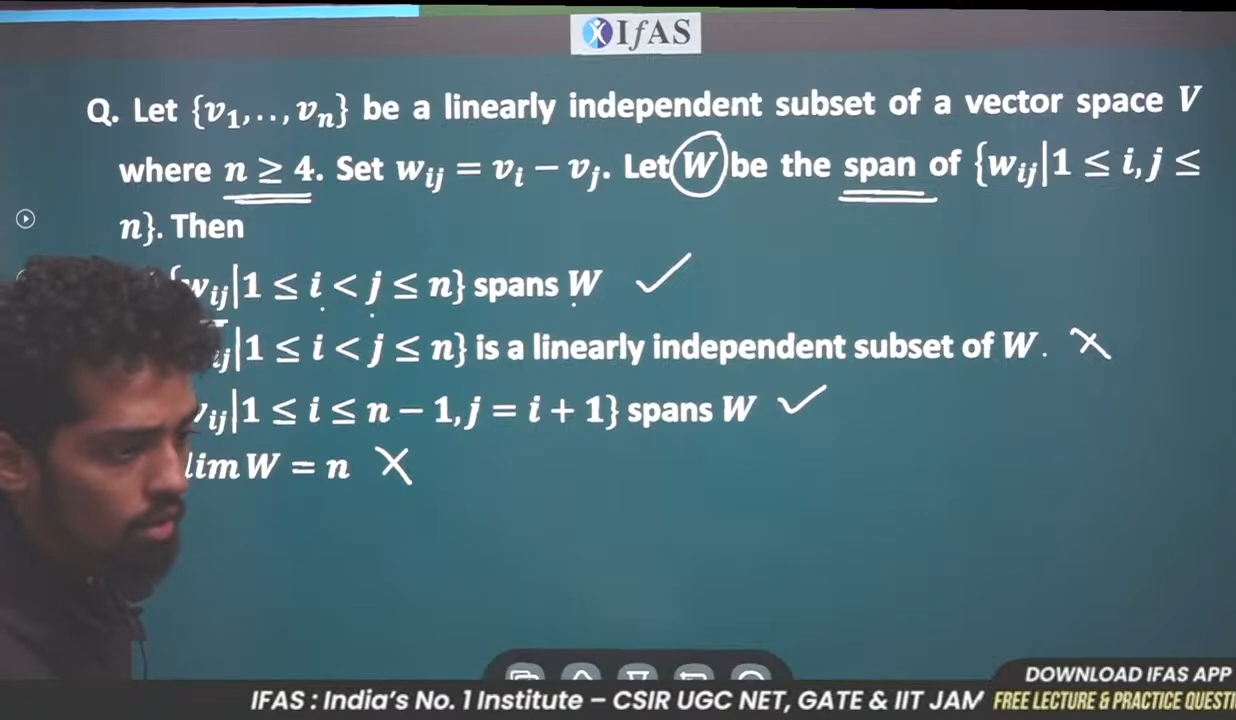 IfAS
Q. Let {v₁,..,vₙ} be a linearly independent subset of a vector space V
where n ≥ 4. Set wᵢⱼ = vᵢ − vⱼ. Let W be the span of {wᵢⱼ|1 ≤ i, j ≤
n}. Then
{wᵢⱼ|1 ≤ i < j ≤ n} spans W ✓
ᵢⱼ|1 ≤ i < j ≤ n} is a linearly independent subset of W. ✗
ᵢⱼ|1 ≤ i ≤ n − 1, j = i + 1} spans W ✓
W = n ✗
DOWNLOAD IFAS APP
IFAS : India's No. 1 Institute – CSIR UGC NET, GATE & IIT JAM FREE LECTURE & PRACTICE